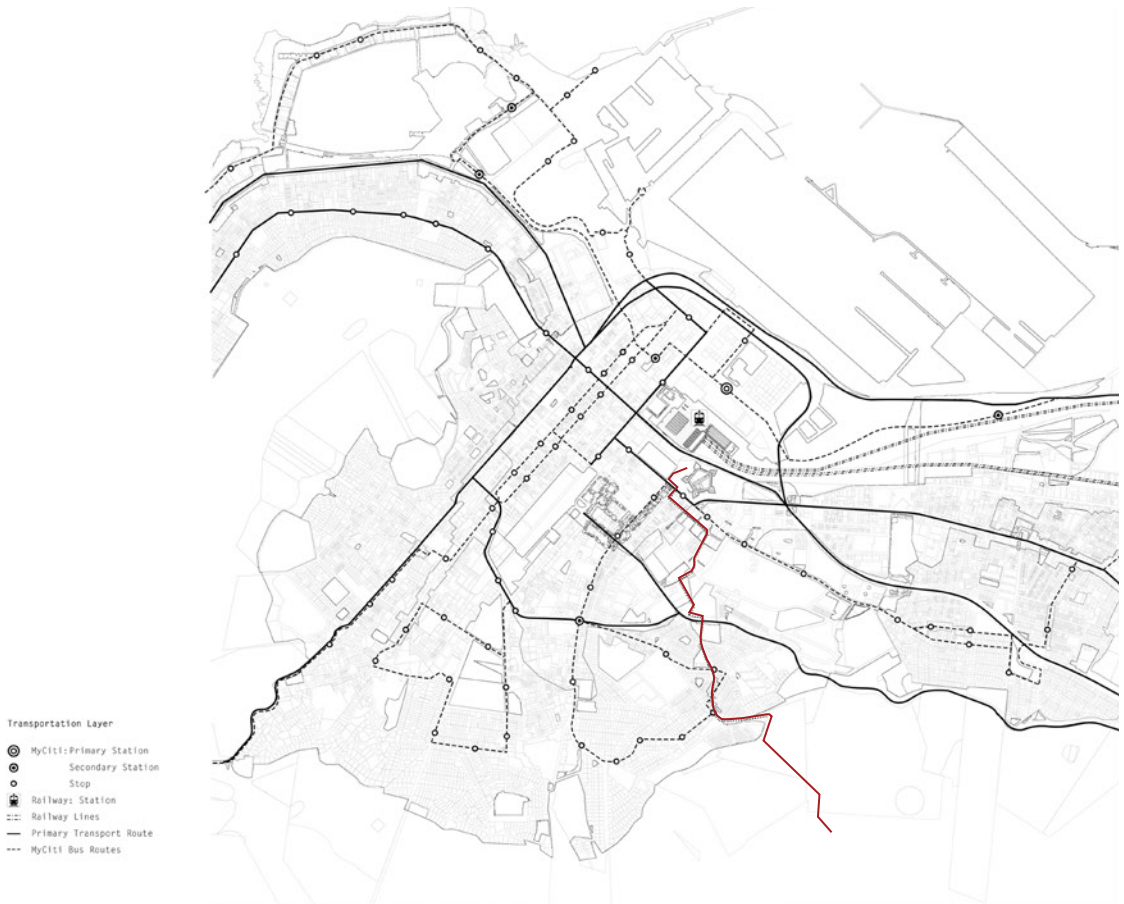 Transportation Layer
MyCiti:Primary Station
Secondary Station
Stop
Railway: Station
Railway Lines
Primary Transport Route
MyCiti Bus Routes